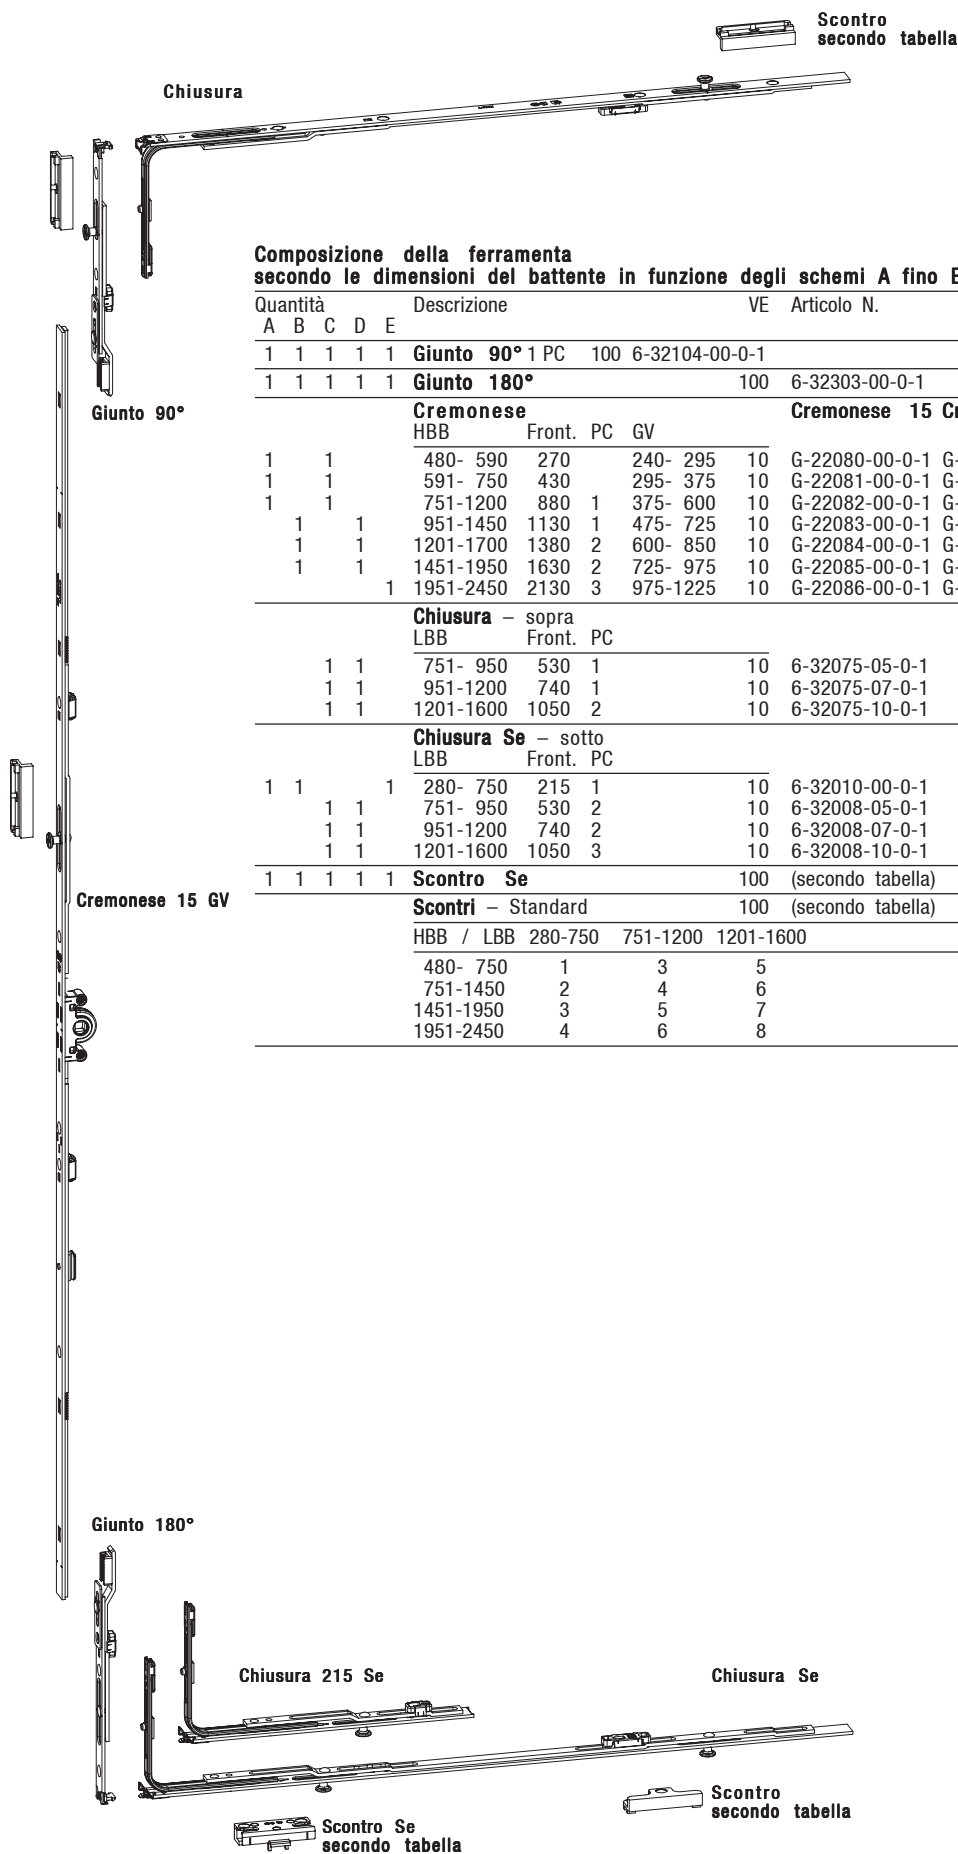 Scontro
secondo tabella
Chiusura
Composizione della ferramenta
secondo le dimensioni del battente in funzione degli schemi A fino E
Quantità Descrizione VE Articolo N.
A B C D E
1 1 1 1 1 Giunto 90° 1 PC 100 6-32104-00-0-1
1 1 1 1 1 Giunto 180° 100 6-32303-00-0-1
Giunto 90°
Cremonese Cremonese 15 Cr
HBB Front. PC GV
1 1 480- 590 270 240- 295 10 G-22080-00-0-1 G-
1 1 591- 750 430 295- 375 10 G-22081-00-0-1 G-
1 1 751-1200 880 1 375- 600 10 G-22082-00-0-1 G-
1 1 951-1450 1130 1 475- 725 10 G-22083-00-0-1 G-
1 1 1201-1700 1380 2 600- 850 10 G-22084-00-0-1 G-
1 1 1451-1950 1630 2 725- 975 10 G-22085-00-0-1 G-
1 1951-2450 2130 3 975-1225 10 G-22086-00-0-1 G-
Chiusura – sopra
LBB Front. PC
1 1 751- 950 530 1 10 6-32075-05-0-1
1 1 951-1200 740 1 10 6-32075-07-0-1
1 1 1201-1600 1050 2 10 6-32075-10-0-1
Chiusura Se – sotto
LBB Front. PC
1 1 1 280- 750 215 1 10 6-32010-00-0-1
1 1 751- 950 530 2 10 6-32008-05-0-1
1 1 951-1200 740 2 10 6-32008-07-0-1
1 1 1201-1600 1050 3 10 6-32008-10-0-1
1 1 1 1 1 Scontro Se 100 (secondo tabella)
Cremonese 15 GV
Scontri – Standard 100 (secondo tabella)
HBB / LBB 280-750 751-1200 1201-1600
480- 750 1 3 5
751-1450 2 4 6
1451-1950 3 5 7
1951-2450 4 6 8
Giunto 180°
Chiusura 215 Se
Chiusura Se
Scontro
secondo tabella
Scontro Se
secondo tabella